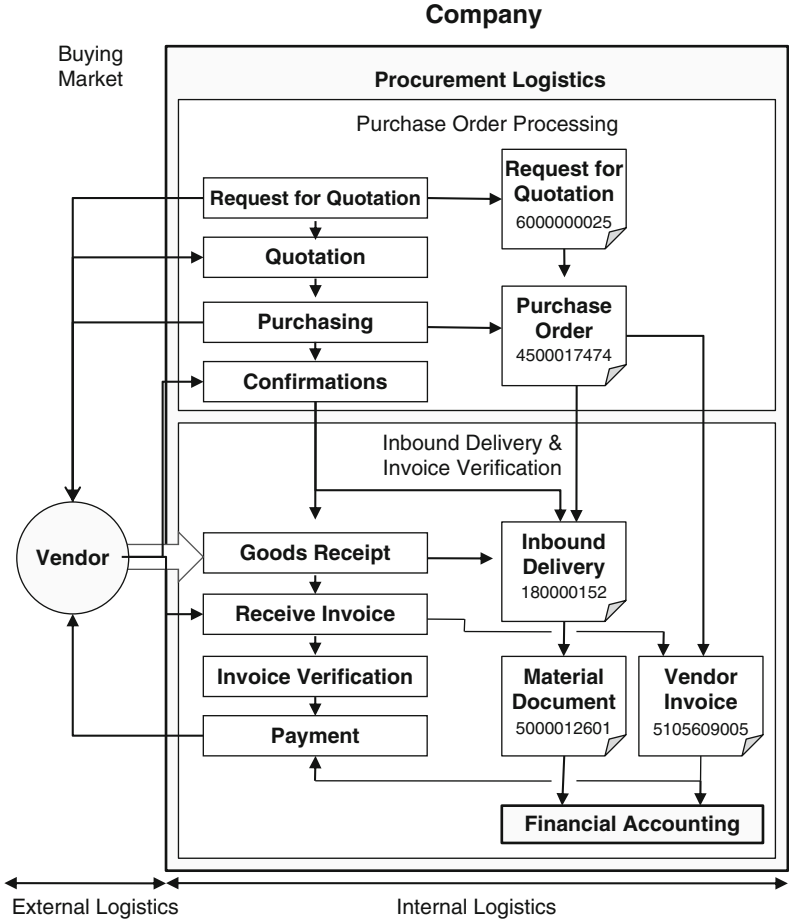 Company
Buying
Market
Procurement Logistics
Purchase Order Processing
Request for Quotation
Request for
Quotation
6000000025
Quotation
Purchasing
Purchase
Order
4500017474
Confirmations
Inbound Delivery &
Invoice Verification
Vendor
Goods Receipt
Inbound
Delivery
180000152
Receive Invoice
Invoice Verification
Material
Document
5000012601
Vendor
Invoice
5105609005
Payment
Financial Accounting
External Logistics
Internal Logistics